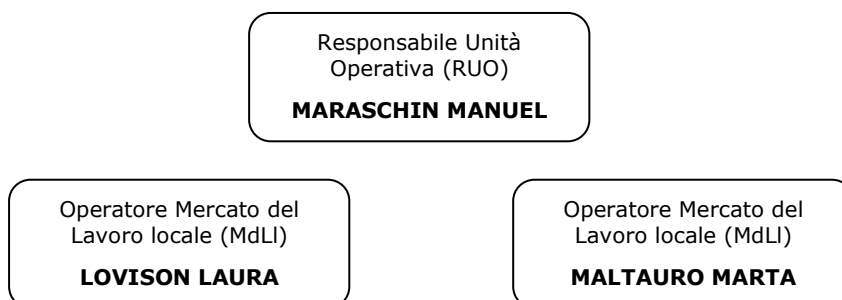 Responsabile Unità
Operativa (RUO)
MARASCHIN MANUEL
Operatore Mercato del
Lavoro locale (MdLl)
LOVISON LAURA
Operatore Mercato del
Lavoro locale (MdLl)
MALTAURO MARTA